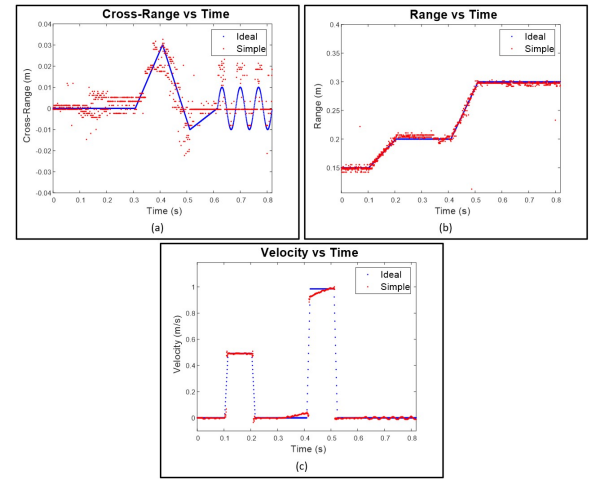 Cross-Range vs Time
0.04
0.03
0.02
0.01
0
-0.01
-0.02
-0.03
-0.04
Cross-Range (m)
Ideal
Simple
0 0.1 0.2 0.3 0.4 0.5 0.6 0.7 0.8
Time (s)
(a)
Range vs Time
0.4
0.35
0.3
0.25
0.2
0.15
Range (m)
Ideal
Simple
0 0.1 0.2 0.3 0.4 0.5 0.6 0.7 0.8
Time (s)
(b)
Velocity vs Time
1
0.8
0.6
0.4
0.2
0
Velocity (m/s)
Ideal
Simple
0 0.1 0.2 0.3 0.4 0.5 0.6 0.7 0.8
Time (s)
(c)